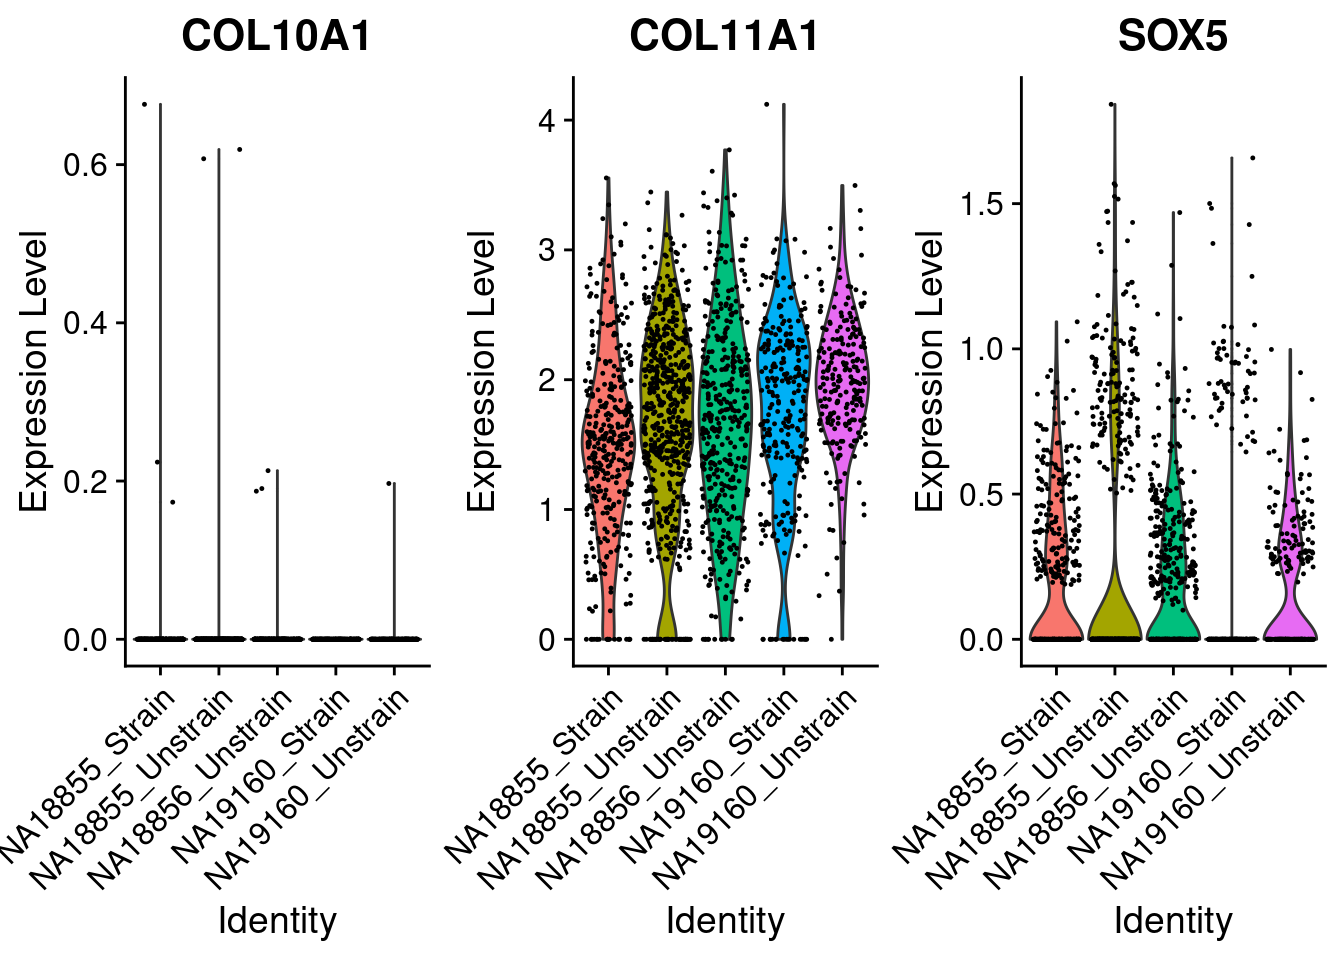 COL10A1
Expression Level
0.6
0.4
0.2
0.0
NA18855_Strain
NA18855_Unstrain
NA18856_Unstrain
NA19160_Strain
NA19160_Unstrain
Identity
COL11A1
Expression Level
4
3
2
1
0
NA18855_Strain
NA18855_Unstrain
NA18856_Unstrain
NA19160_Strain
NA19160_Unstrain
Identity
SOX5
Expression Level
1.5
1.0
0.5
0.0
NA18855_Strain
NA18855_Unstrain
NA18856_Unstrain
NA19160_Strain
NA19160_Unstrain
Identity